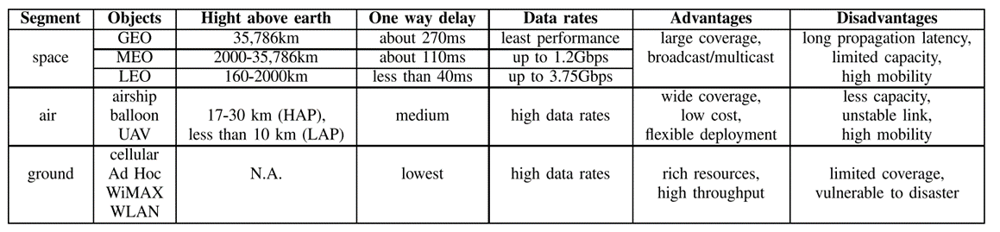 Segment Objects Hight above earth One way delay Data rates Advantages Disadvantages
GEO 35,786km about 270ms least performance large coverage, long propagation latency,
space MEO 2000-35,786km about 110ms up to 1.2Gbps broadcast/multicast limited capacity,
LEO 160-2000km less than 40ms up to 3.75Gbps high mobility
airship wide coverage, less capacity,
air balloon 17-30 km (HAP), medium high data rates low cost, unstable link,
UAV less than 10 km (LAP) flexible deployment high mobility
cellular
ground Ad Hoc N.A. lowest high data rates rich resources, limited coverage,
WiMAX high throughput vulnerable to disaster
WLAN